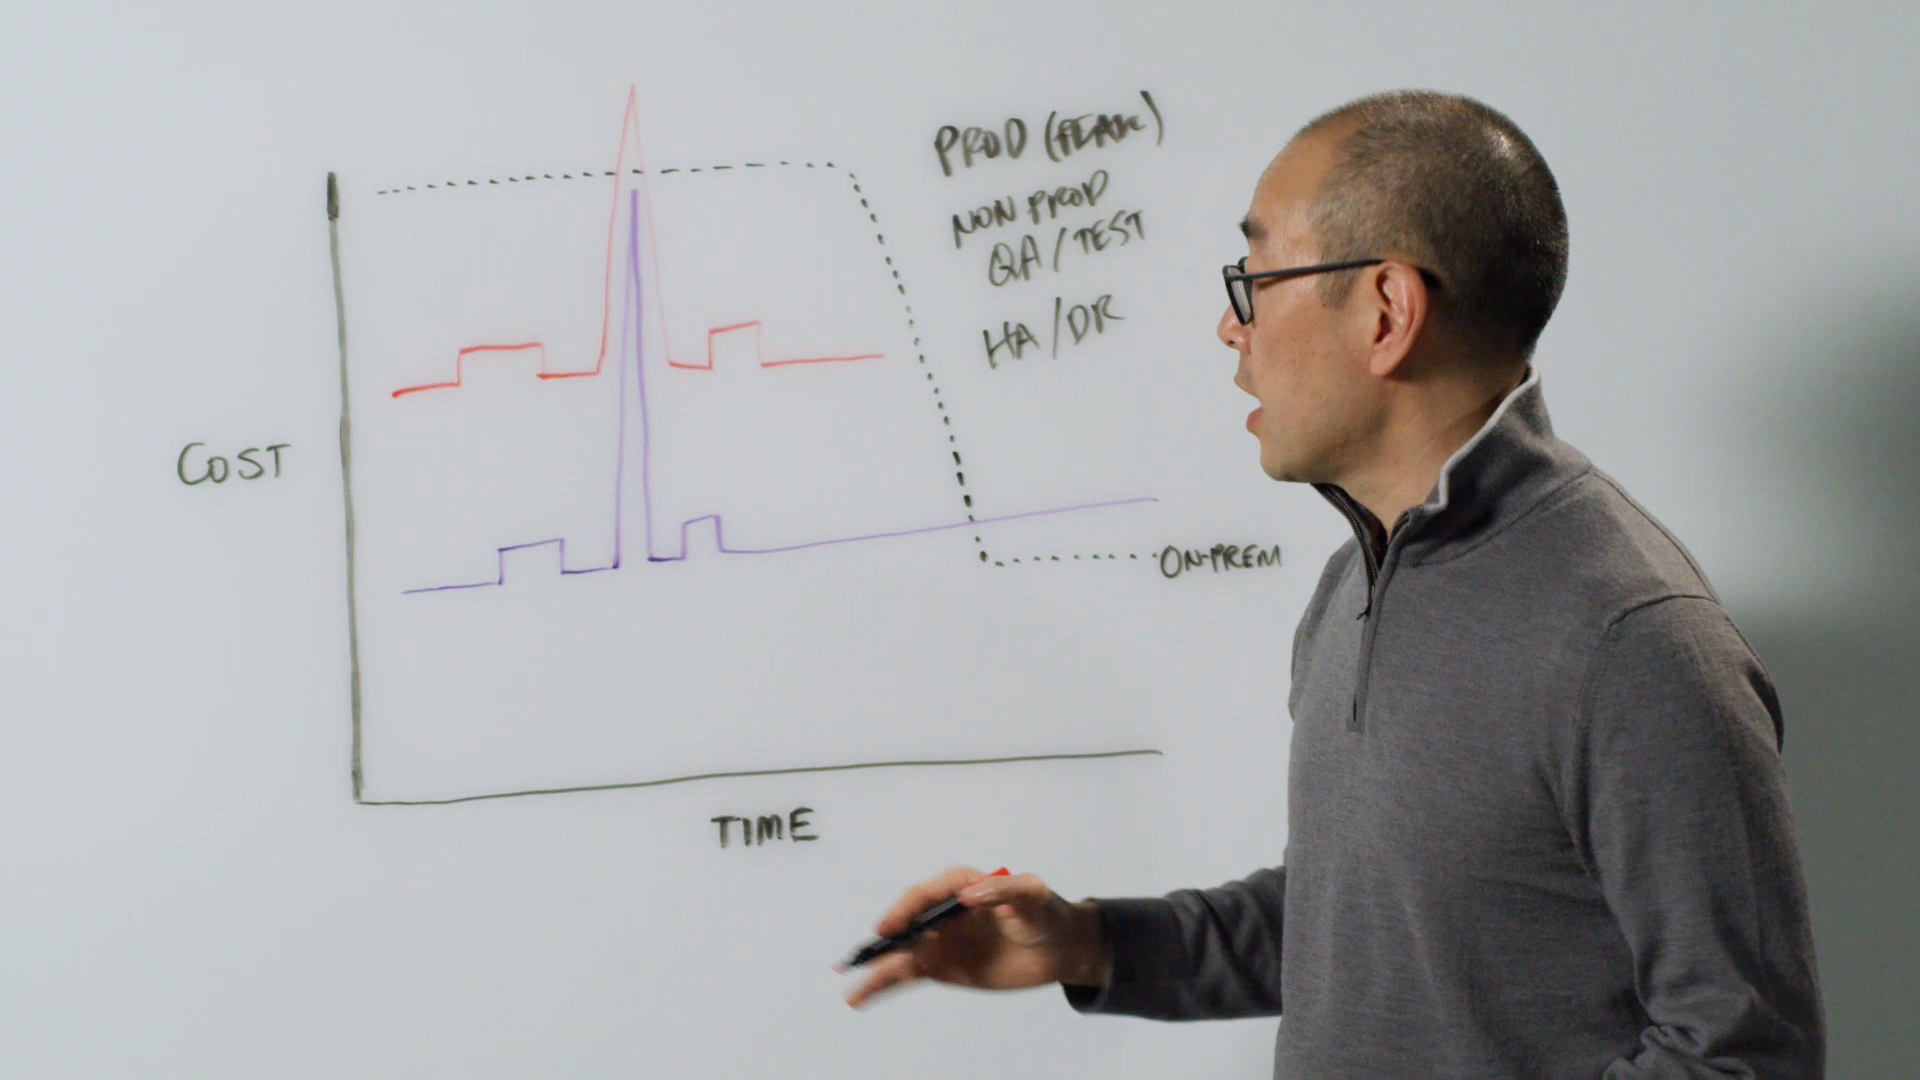 PROD (PEAK)
NON PROD
QA/TEST
HA/DR
COST
ON-PREM
TIME